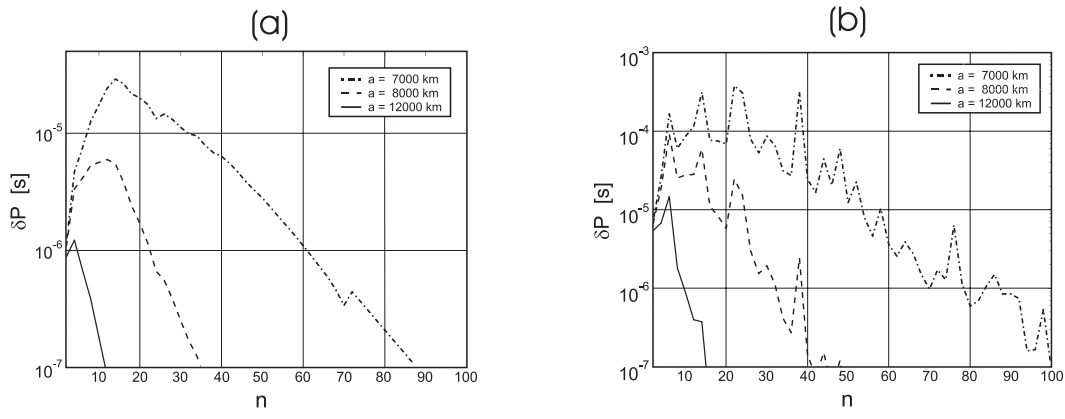 (a)
a = 7000 km
a = 8000 km
a = 12000 km
10⁻⁵
10⁻⁶
10⁻⁷
δP [s]
10 20 30 40 50 60 70 80 90 100
n
(b)
a = 7000 km
a = 8000 km
a = 12000 km
10⁻³
10⁻⁴
10⁻⁵
10⁻⁶
10⁻⁷
δP [s]
10 20 30 40 50 60 70 80 90 100
n